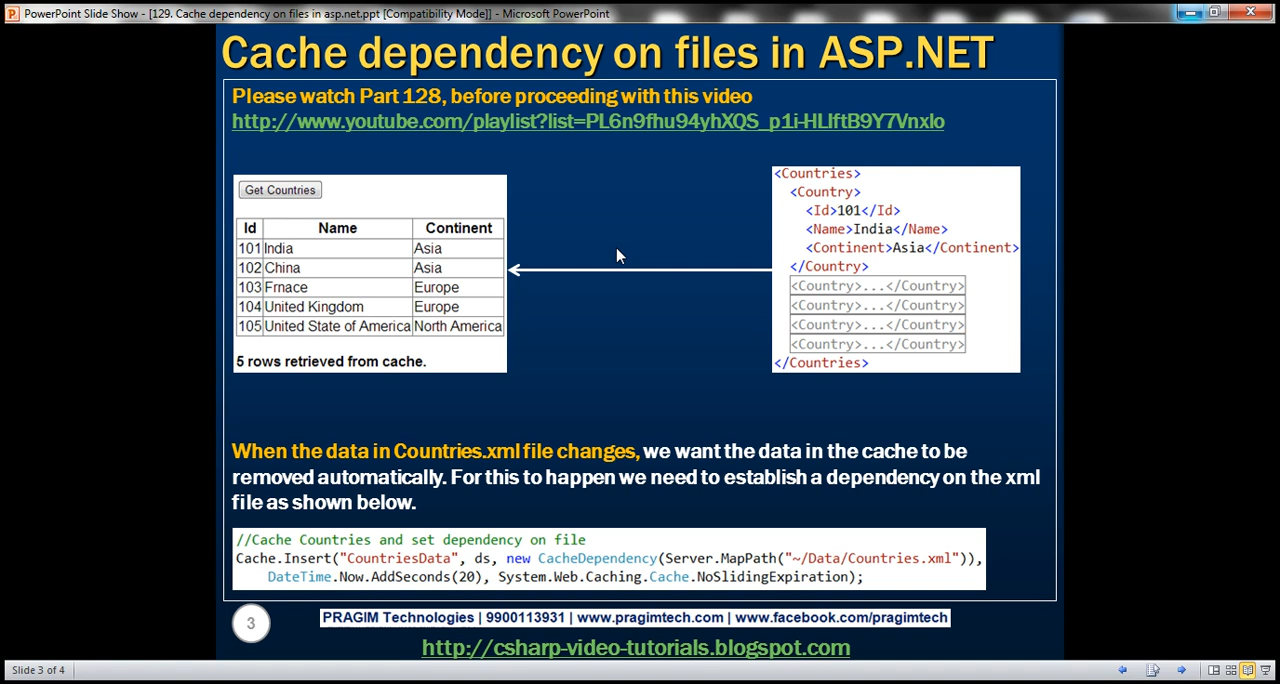 PowerPoint Slide Show - [129. Cache dependency on files in asp.net.ppt [Compatibility Mode]] - Microsoft PowerPoint
Cache dependency on files in ASP.NET
Please watch Part 128, before proceeding with this video
http://www.youtube.com/playlist?list=PL6n9fhu94yhXQS_p1i-HLIftB9Y7Vnxlo
Get Countries
Id Name Continent
101 India Asia
102 China Asia
103 Frnace Europe
104 United Kingdom Europe
105 United State of America North America
5 rows retrieved from cache.
<Countries>
<Country>
<Id>101</Id>
<Name>India</Name>
<Continent>Asia</Continent>
</Country>
<Country>...</Country>
<Country>...</Country>
<Country>...</Country>
<Country>...</Country>
</Countries>
When the data in Countries.xml file changes, we want the data in the cache to be
removed automatically. For this to happen we need to establish a dependency on the xml
file as shown below.
//Cache Countries and set dependency on file
Cache.Insert("CountriesData", ds, new CacheDependency(Server.MapPath("~/Data/Countries.xml")),
DateTime.Now.AddSeconds(20), System.Web.Caching.Cache.NoSlidingExpiration);
3
PRAGIM Technologies | 9900113931 | www.pragimtech.com | www.facebook.com/pragimtech
http://csharp-video-tutorials.blogspot.com
Slide 3 of 4